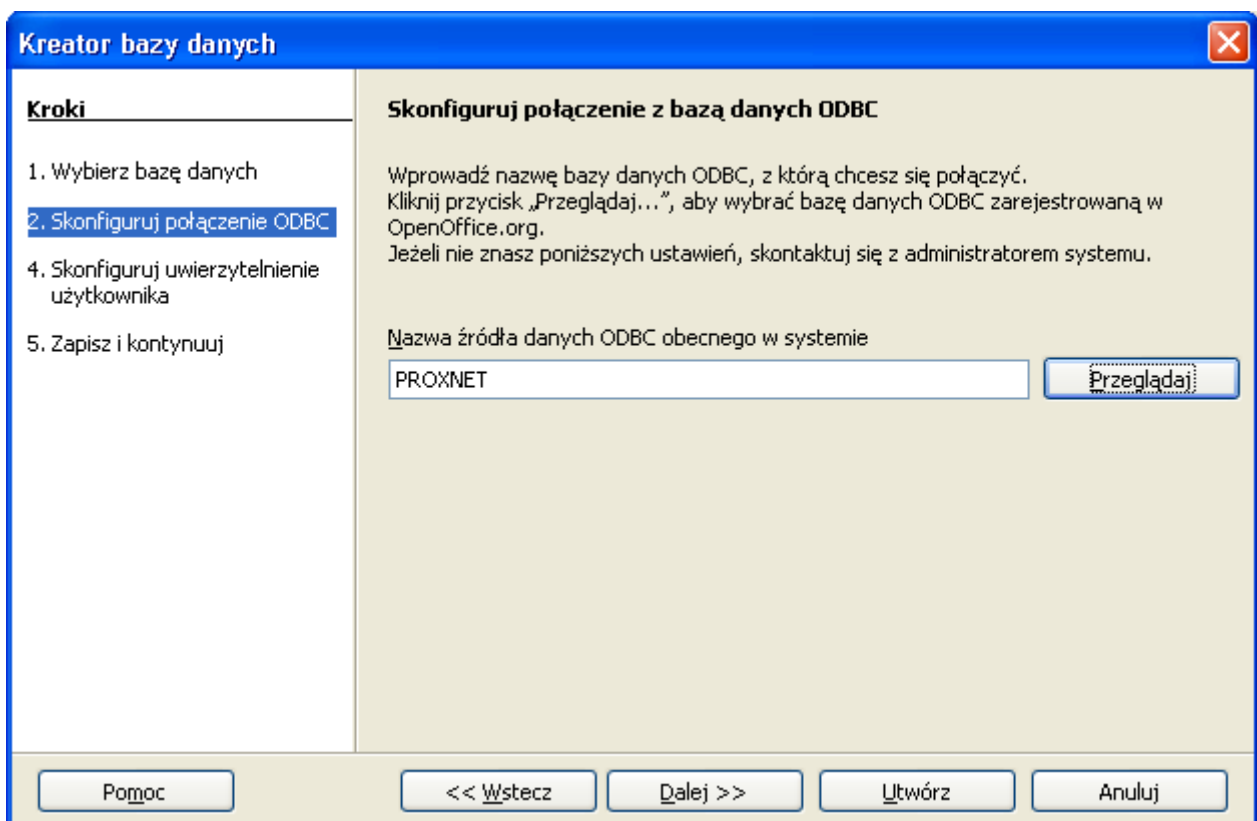 Kreator bazy danych
Kroki
1. Wybierz bazę danych
2. Skonfiguruj połączenie ODBC
4. Skonfiguruj uwierzytelnienie
użytkownika
5. Zapisz i kontynuuj
Skonfiguruj połączenie z bazą danych ODBC
Wprowadź nazwę bazy danych ODBC, z którą chcesz się połączyć.
Kliknij przycisk „Przeglądaj...”, aby wybrać bazę danych ODBC zarejestrowaną w
OpenOffice.org.
Jeżeli nie znasz poniższych ustawień, skontaktuj się z administratorem systemu.
Nazwa źródła danych ODBC obecnego w systemie
PROXNET
Przeglądaj
Pomoc
<< Wstecz
Dalej >>
Utwórz
Anuluj